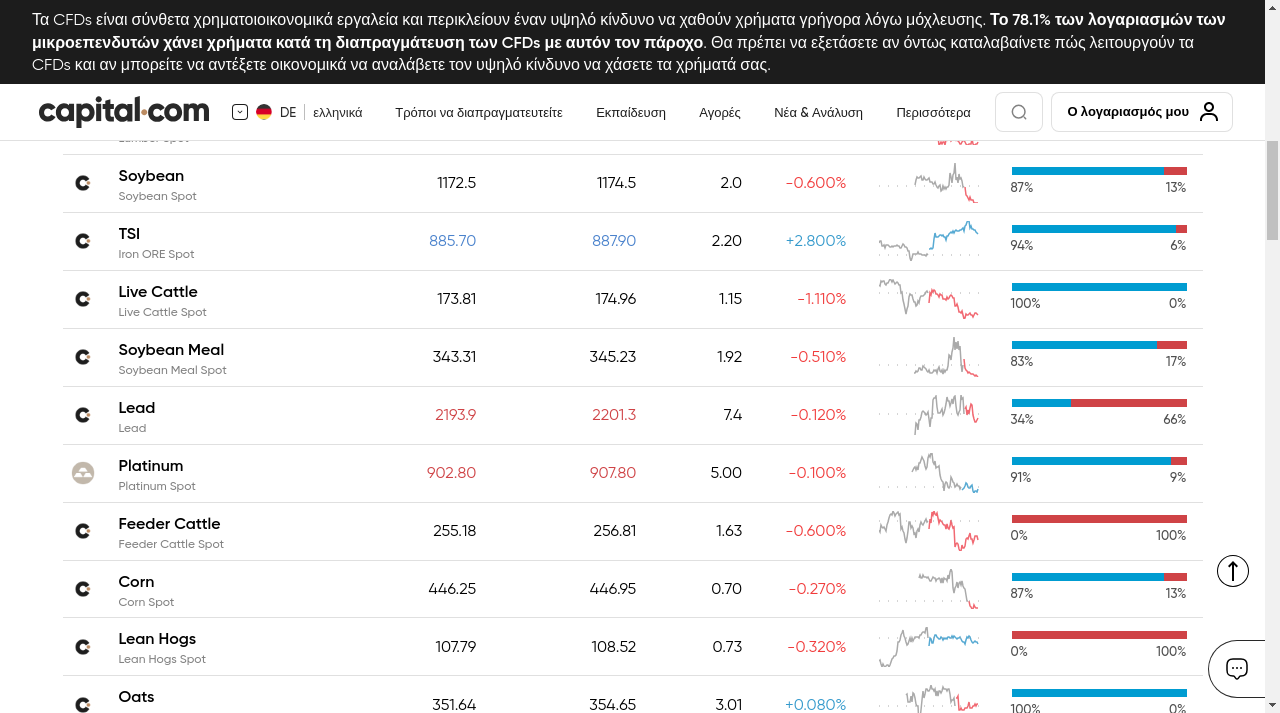 Τα CFDs είναι σύνθετα χρηματοιοικονομικά εργαλεία και περικλείουν έναν υψηλό κίνδυνο να χαθούν χρήματα γρήγορα λόγω μόχλευσης. Το 78.1% των λογαριασμών των
μικροεπενδυτών χάνει χρήματα κατά τη διαπραγμάτευση των CFDs με αυτόν τον πάροχο. Θα πρέπει να εξετάσετε αν όντως καταλαβαίνετε πώς λειτουργούν τα
CFDs και αν μπορείτε να αντέξετε οικονομικά να αναλάβετε τον υψηλό κίνδυνο να χάσετε τα χρήματά σας.
capital.com DE ελληνικά Τρόποι να διαπραγματευτείτε Εκπαίδευση Αγορές Νέα & Ανάλυση Περισσότερα Ο λογαριασμός μου
Lumber Spot
Soybean 1172.5 1174.5 2.0 -0.600%
Soybean Spot 87% 13%
TSI 885.70 887.90 2.20 +2.800%
Iron ORE Spot 94% 6%
Live Cattle 173.81 174.96 1.15 -1.110%
Live Cattle Spot 100% 0%
Soybean Meal 343.31 345.23 1.92 -0.510%
Soybean Meal Spot 83% 17%
Lead 2193.9 2201.3 7.4 -0.120%
Lead 34% 66%
Platinum 902.80 907.80 5.00 -0.100%
Platinum Spot 91% 9%
Feeder Cattle 255.18 256.81 1.63 -0.600%
Feeder Cattle Spot 0% 100%
Corn 446.25 446.95 0.70 -0.270%
Corn Spot 87% 13%
Lean Hogs 107.79 108.52 0.73 -0.320%
Lean Hogs Spot 0% 100%
Oats 351.64 354.65 3.01 +0.080%
100% 0%